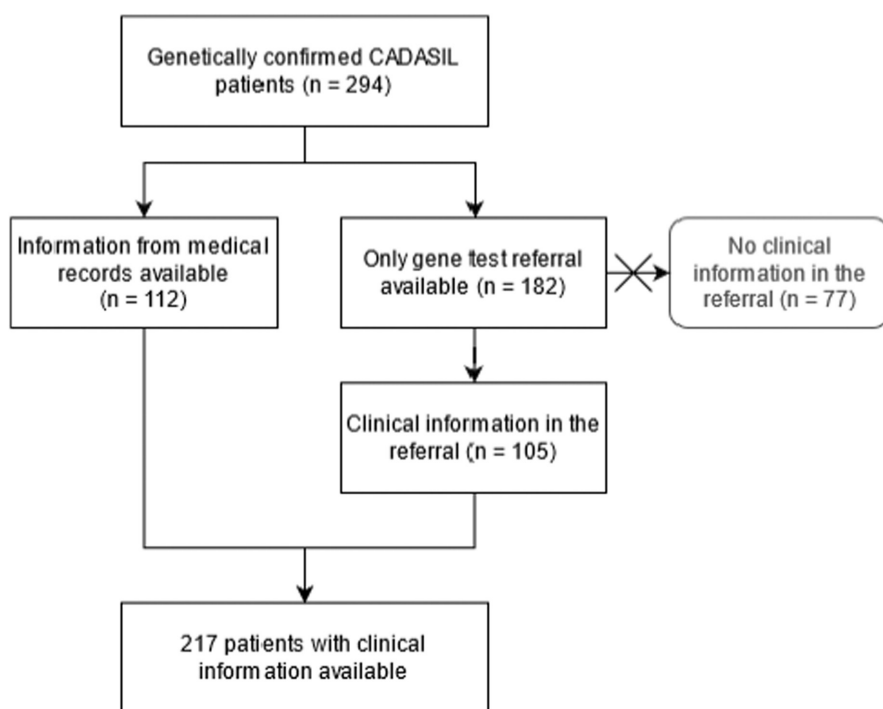 Genetically confirmed CADASIL
patients (n = 294)
Information from medical
records available
(n = 112)
Only gene test referral
available (n = 182)
No clinical
information in the
referral (n = 77)
Clinical information in the
referral (n = 105)
217 patients with clinical
information available